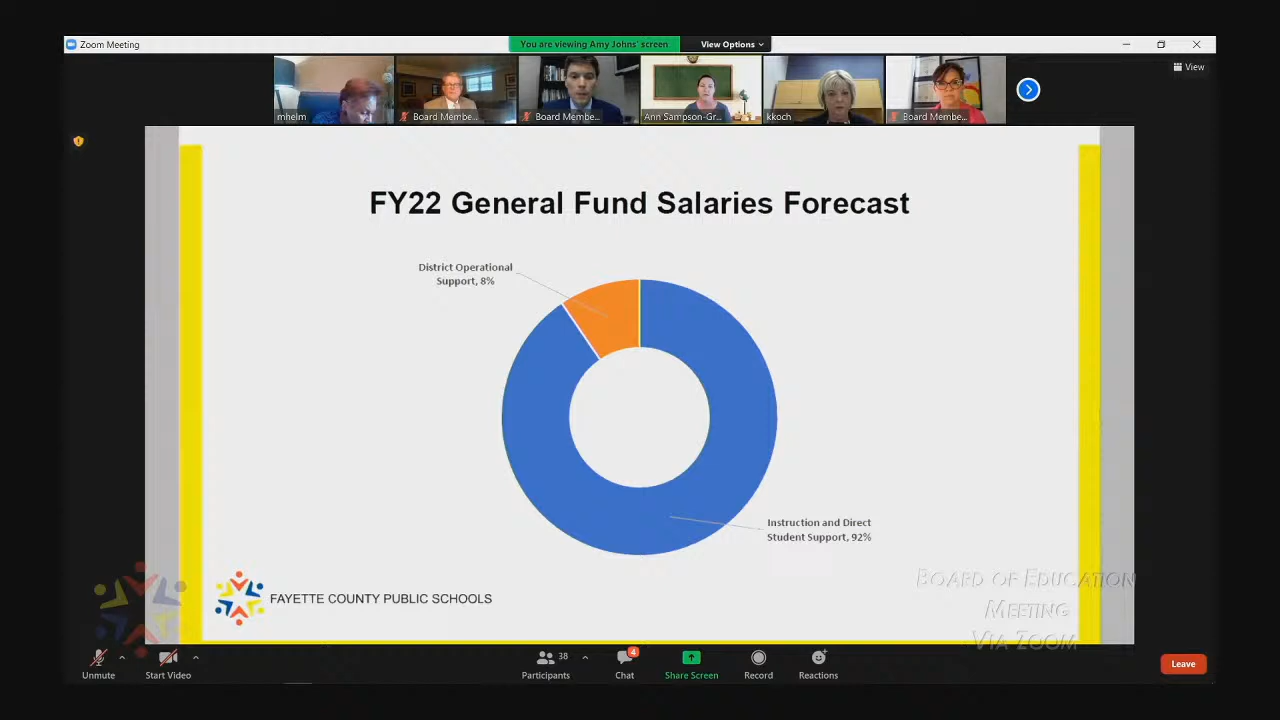 Zoom Meeting
You are viewing Amy Johns' screen
View Options
View
mhelm
Board Membe...
Board Membe...
Ann Sampson-Gr...
kkoch
Board Membe...
FY22 General Fund Salaries Forecast
District Operational
Support, 8%
Instruction and Direct
Student Support, 92%
FAYETTE COUNTY PUBLIC SCHOOLS
BOARD OF EDUCATION
MEETING
VIA ZOOM
Unmute
Start Video
38
Participants
4
Chat
Share Screen
Record
Reactions
Leave